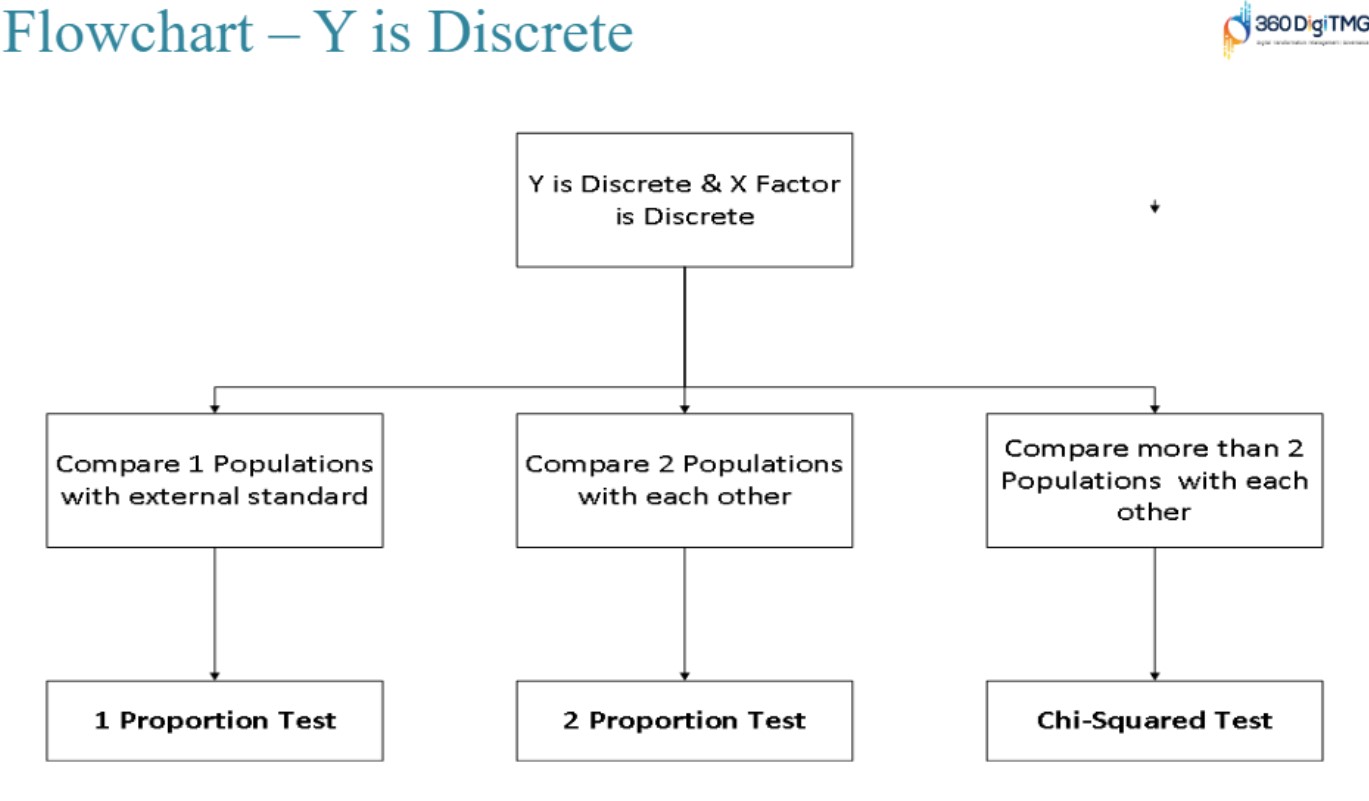 Flowchart – Y is Discrete
360DigiTMG
Y is Discrete & X Factor
is Discrete
Compare 1 Populations
with external standard
Compare 2 Populations
with each other
Compare more than 2
Populations with each
other
1 Proportion Test
2 Proportion Test
Chi-Squared Test